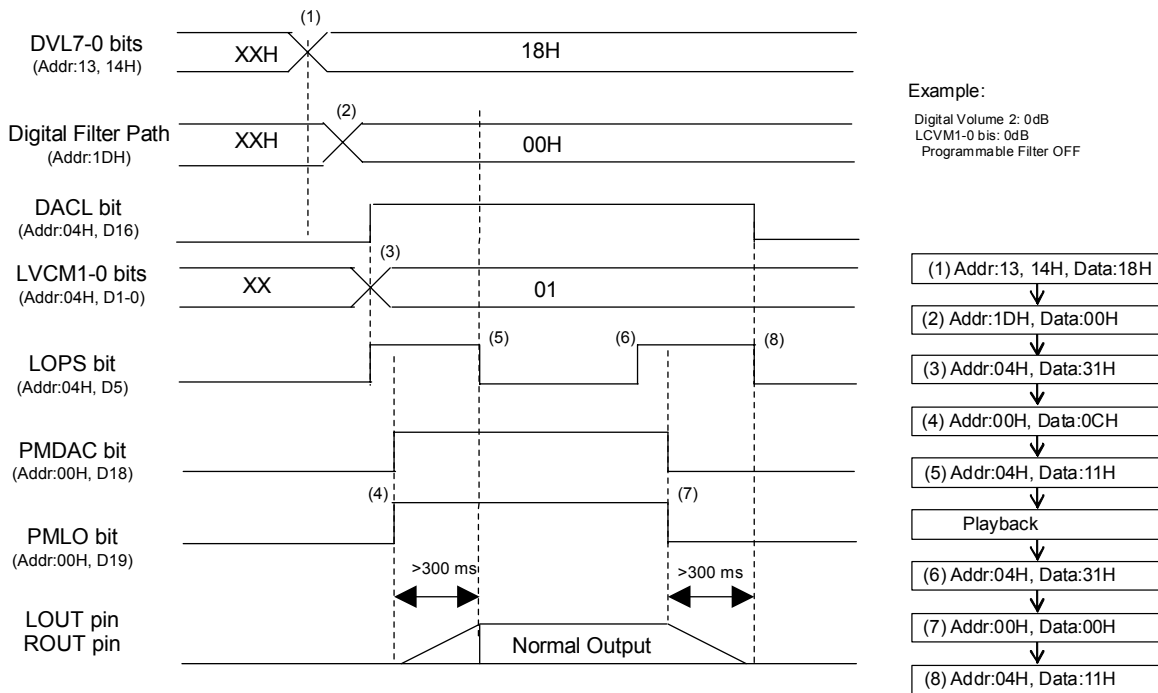 (1)
DVL7-0 bits
(Addr:13, 14H)
XXH
18H
Example:
Digital Volume 2: 0dB
LCVM1-0 bis: 0dB
Programmable Filter OFF
(2)
Digital Filter Path
(Addr:1DH)
XXH
00H
DACL bit
(Addr:04H, D16)
(3)
LVCM1-0 bits
(Addr:04H, D1-0)
XX
01
LOPS bit
(Addr:04H, D5)
(5)
(6)
(8)
PMDAC bit
(Addr:00H, D18)
(4)
(7)
PMLO bit
(Addr:00H, D19)
>300 ms
>300 ms
LOUT pin
ROUT pin
Normal Output
(1) Addr:13, 14H, Data:18H
(2) Addr:1DH, Data:00H
(3) Addr:04H, Data:31H
(4) Addr:00H, Data:0CH
(5) Addr:04H, Data:11H
Playback
(6) Addr:04H, Data:31H
(7) Addr:00H, Data:00H
(8) Addr:04H, Data:11H